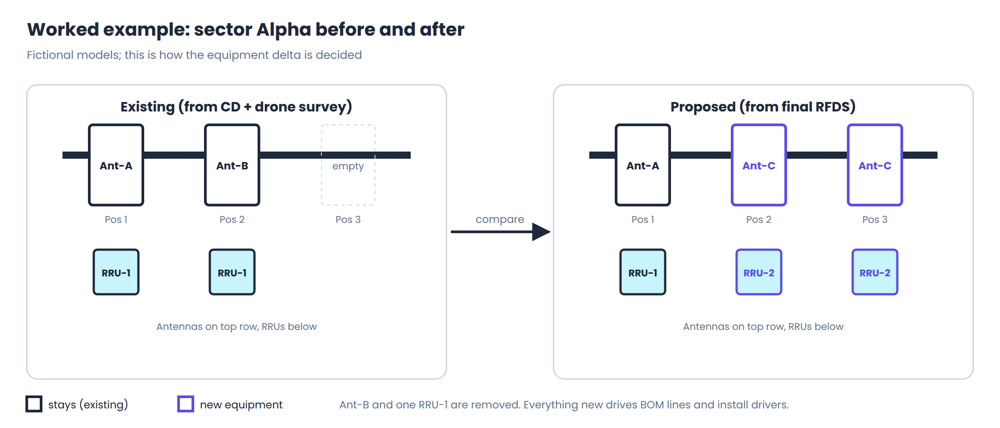 Worked example: sector Alpha before and after
Fictional models; this is how the equipment delta is decided
Existing (from CD + drone survey)
Ant-A
Ant-B
empty
Pos 1
Pos 2
Pos 3
RRU-1
RRU-1
Antennas on top row, RRUs below
compare
Proposed (from final RFDS)
Ant-A
Ant-C
Ant-C
Pos 1
Pos 2
Pos 3
RRU-1
RRU-2
RRU-2
Antennas on top row, RRUs below
stays (existing)
new equipment
Ant-B and one RRU-1 are removed. Everything new drives BOM lines and install drivers.